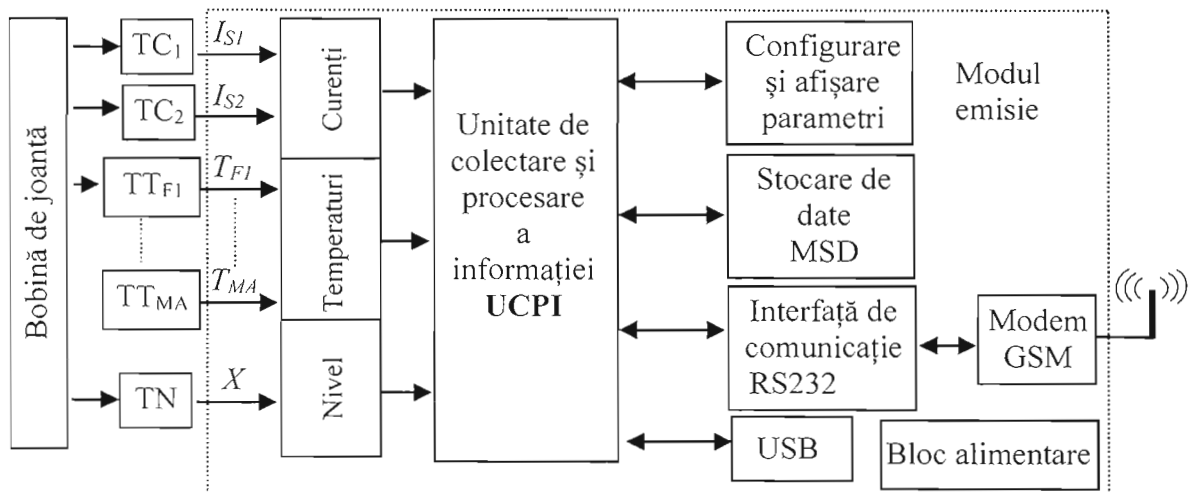 Bobină de joantă
TC1
TC2
TTF1
TTMA
TN
IS1
IS2
TF1
TMA
X
Curenți
Temperaturi
Nivel
Unitate de
colectare și
procesare
a
informației
UCPI
Configurare
și afișare
parametri
Stocare de
date
MSD
Interfață de
comunicație
RS232
USB
Modul
emisie
Modem
GSM
Bloc alimentare